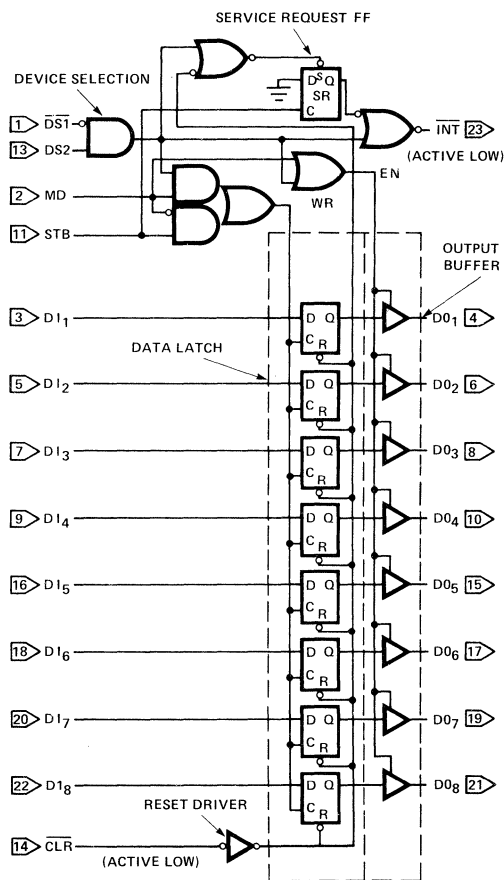 SERVICE REQUEST FF
DEVICE SELECTION
D S Q
SR
C
1 D̅S̅1̅
13 DS2
I̅N̅T̅ 23
(ACTIVE LOW)
2 MD
EN
WR
11 STB
OUTPUT
BUFFER
3 DI1 D Q C R DO1 4
DATA LATCH
5 DI2 D Q C R DO2 6
7 DI3 D Q C R DO3 8
9 DI4 D Q C R DO4 10
16 DI5 D Q C R DO5 15
18 DI6 D Q C R DO6 17
20 DI7 D Q C R DO7 19
22 DI8 D Q C R DO8 21
RESET DRIVER
14 C̅L̅R̅
(ACTIVE LOW)